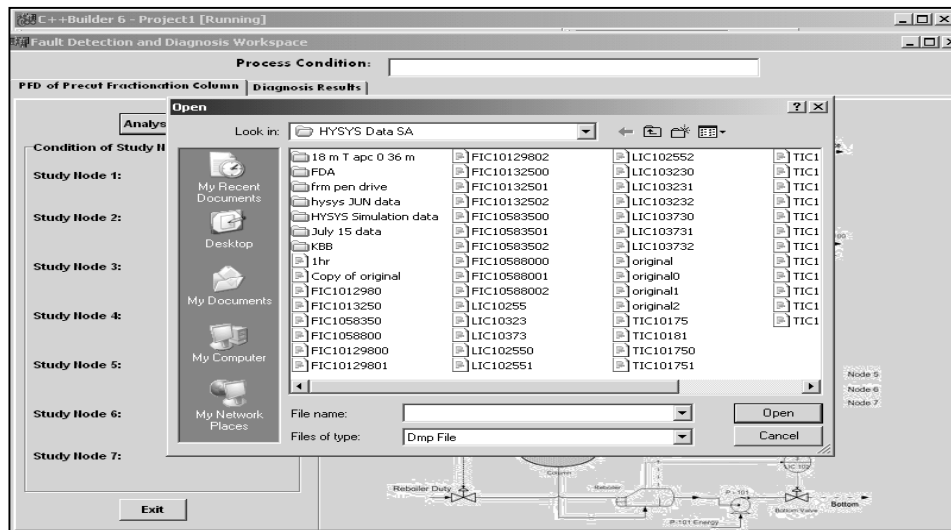 C++Builder 6 - Project1 [Running]
Fault Detection and Diagnosis Workspace
Process Condition:
PFD of Precut Fractionation Column
Diagnosis Results
Open
Analys
Look in:
HYSYS Data SA
Condition of Study N
Study Node 1:
Study Node 2:
Study Node 3:
Study Node 4:
Study Node 5:
Study Node 6:
Study Node 7:
Exit
My Recent
Documents
Desktop
My Documents
My Computer
My Network
Places
18 m T apc 0 36 m
FDA
frm pen drive
hysys JUN data
HYSYS Simulation data
July 15 data
KBB
1hr
Copy of original
FIC1012980
FIC1013250
FIC1058350
FIC1058800
FIC10129800
FIC10129801
FIC10129802
FIC10132500
FIC10132501
FIC10132502
FIC10583500
FIC10583501
FIC10583502
FIC10588000
FIC10588001
FIC10588002
LIC10255
LIC10323
LIC10373
LIC102550
LIC102551
LIC102552
LIC103230
LIC103231
LIC103232
LIC103730
LIC103731
LIC103732
original
original0
original1
original2
TIC10175
TIC10181
TIC101750
TIC101751
TIC1
TIC1
TIC1
TIC1
TIC1
TIC1
TIC1
TIC1
TIC1
TIC1
TIC1
TIC1
File name:
Open
Files of type:
Dmp File
Cancel
Node 5
Node 6
Node 7
Column
Reboiler Duty
Reboiler
P - 101
P-101 Energy
LIC 102
Bottom Valve
Bottom